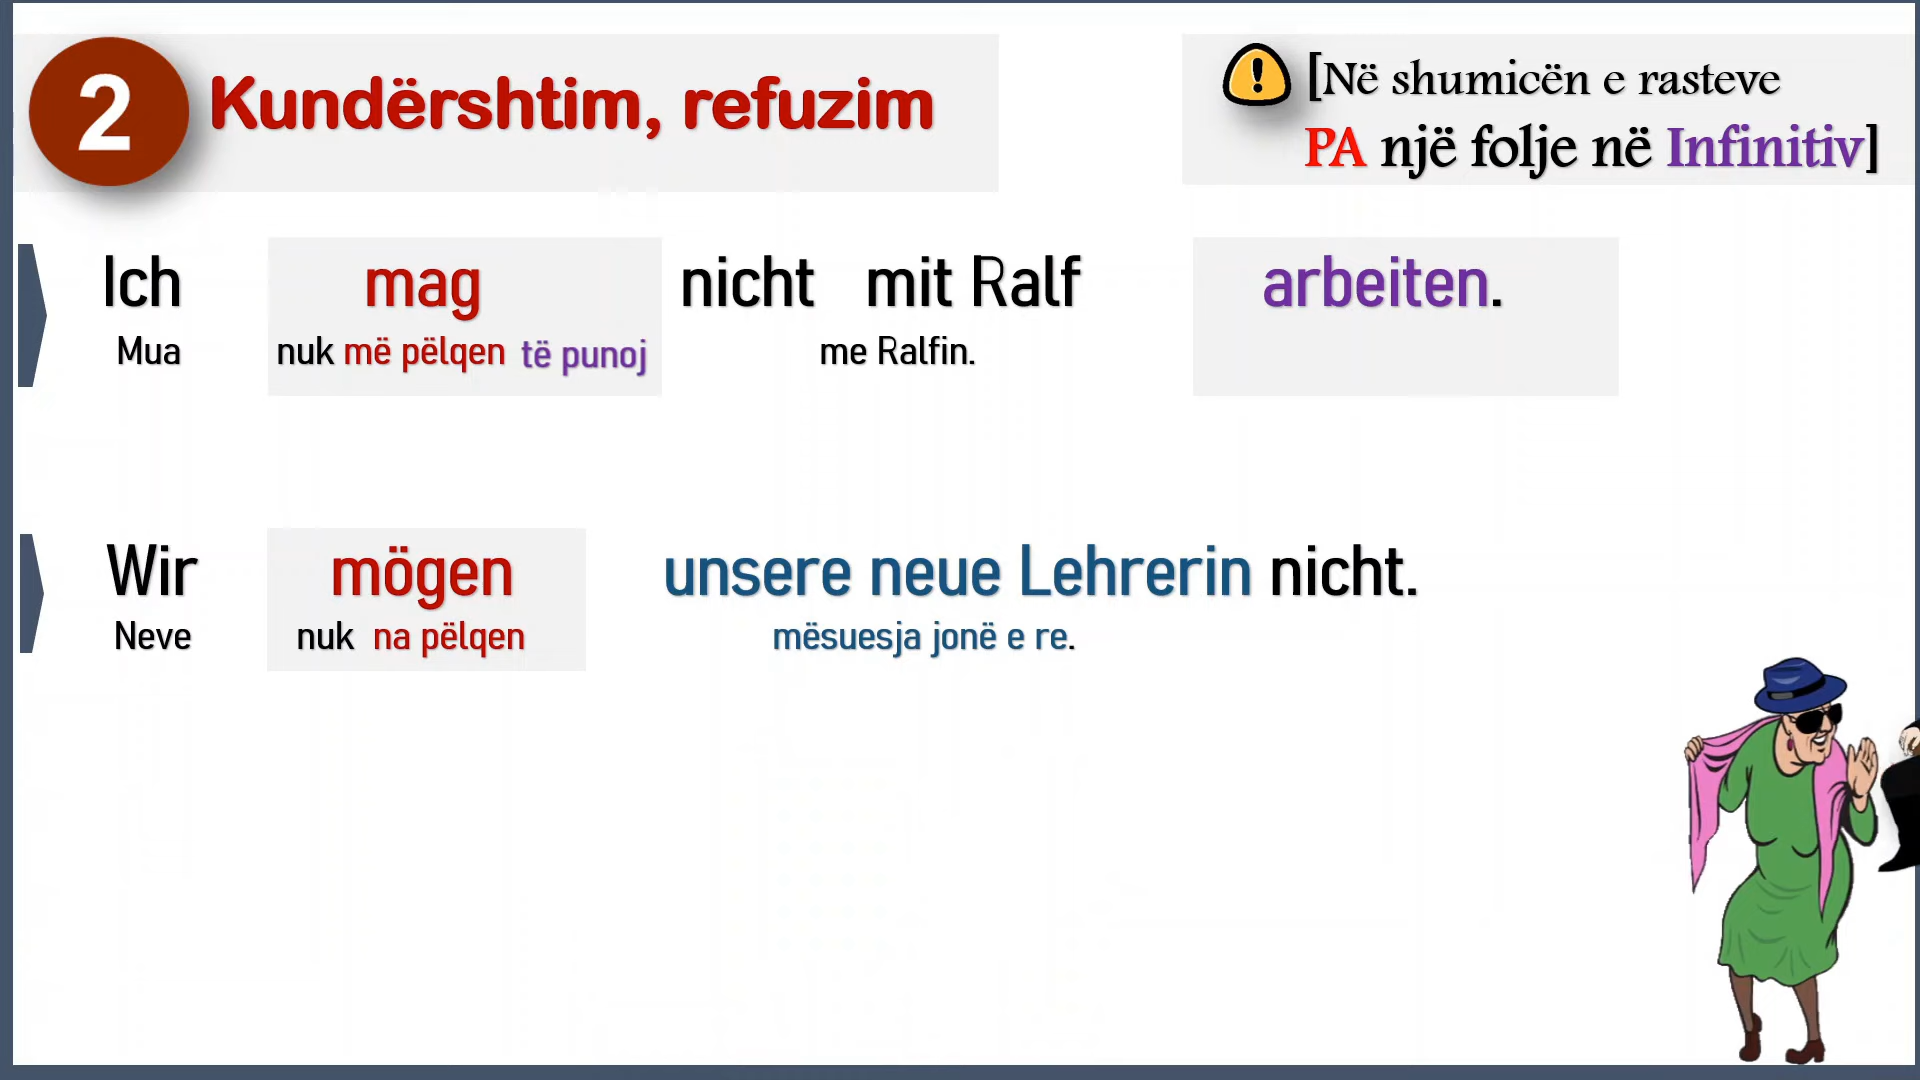 2
Kundërshtim, refuzim
[Në shumicën e rasteve
PA një folje në Infinitiv]
Ich mag nicht mit Ralf arbeiten.
Mua nuk më pëlqen të punoj me Ralfin.
Wir mögen unsere neue Lehrerin nicht.
Neve nuk na pëlqen mësuesja jonë e re.